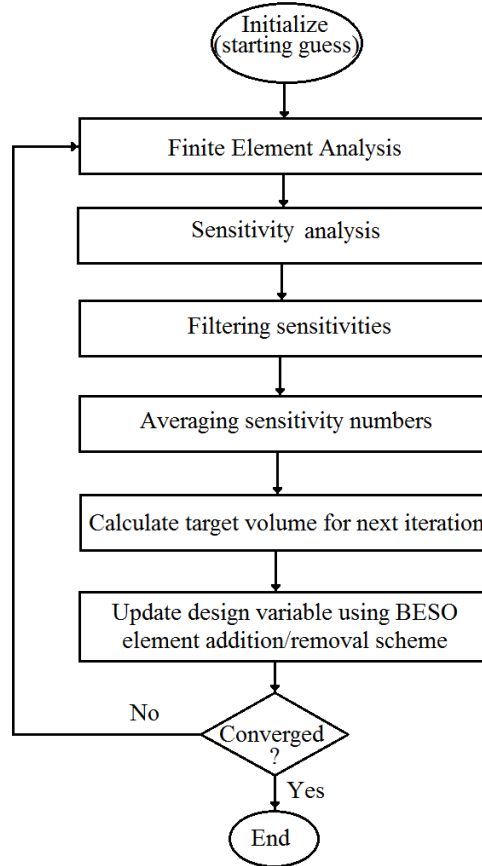 Initialize
(starting guess)
Finite Element Analysis
Sensitivity analysis
Filtering sensitivities
Averaging sensitivity numbers
Calculate target volume for next iteration
Update design variable using BESO
element addition/removal scheme
No
Converged
?
Yes
End